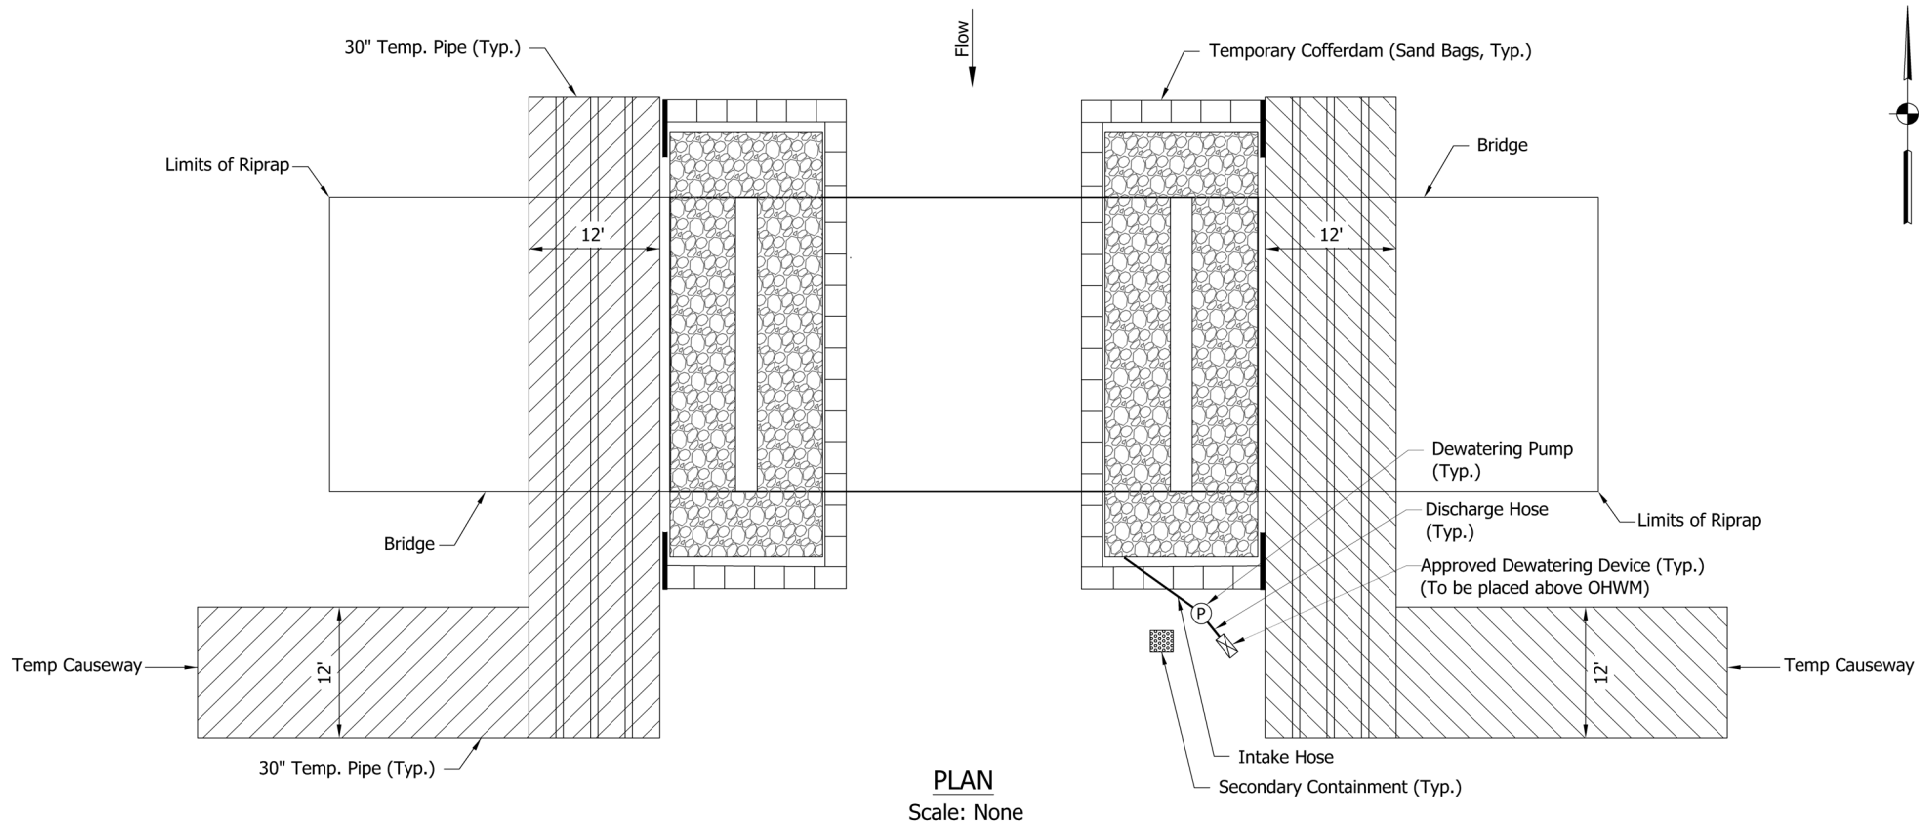 30" Temp. Pipe (Typ.)
Flow
Temporary Cofferdam (Sand Bags, Typ.)
Limits of Riprap
Bridge
12'
12'
Dewatering Pump
(Typ.)
Discharge Hose
(Typ.)
Limits of Riprap
Bridge
Approved Dewatering Device (Typ.)
(To be placed above OHWM)
P
Temp Causeway
12'
12'
Temp Causeway
30" Temp. Pipe (Typ.)
Intake Hose
Secondary Containment (Typ.)
PLAN
Scale: None